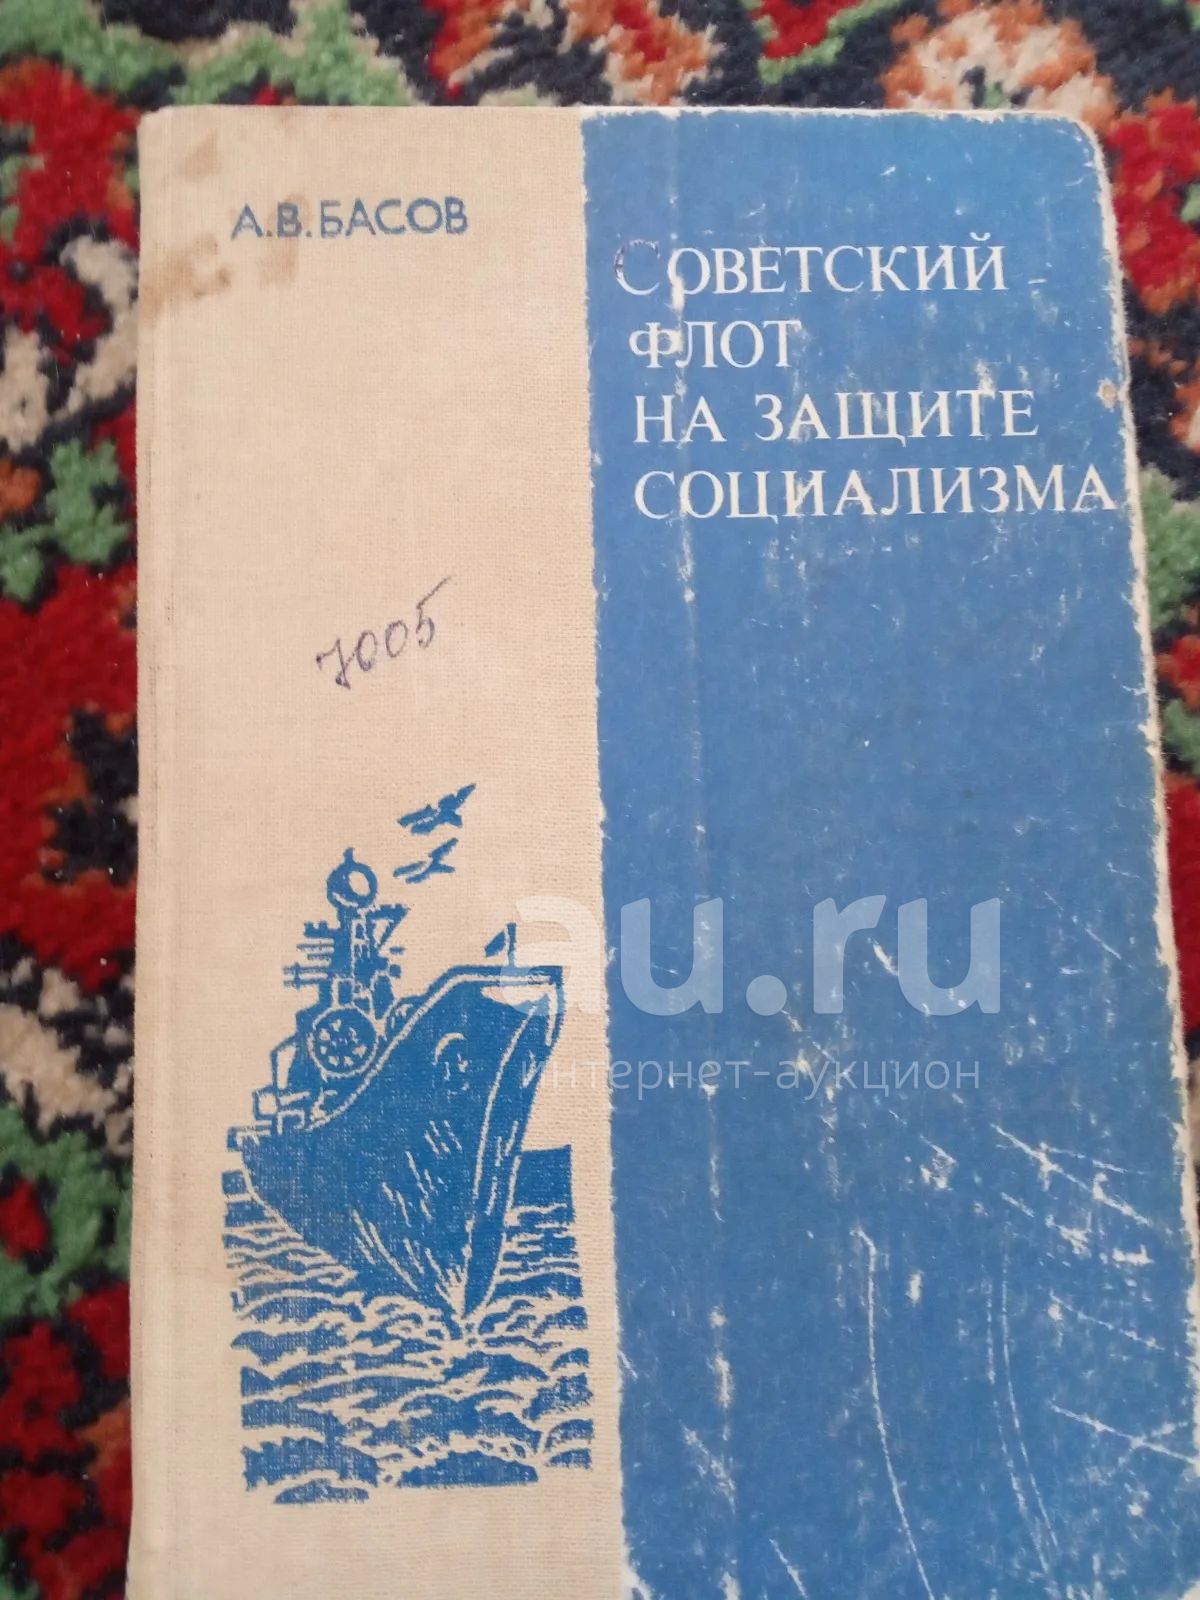 А.В.БАСОВ
СОВЕТСКИЙ
ФЛОТ
НА ЗАЩИТЕ
СОЦИАЛИЗМА
7005
au.ru
интернет-аукцион